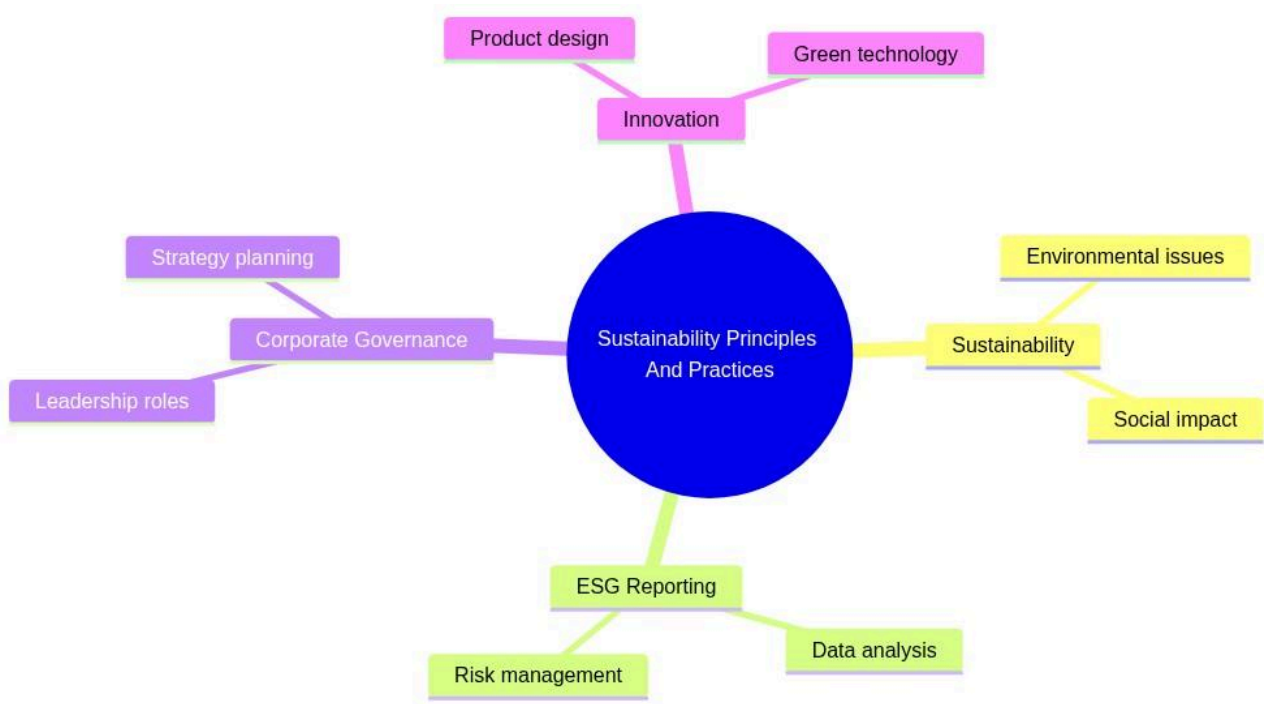 Product design
Green technology
Innovation
Strategy planning
Environmental issues
Corporate Governance
Sustainability Principles
And Practices
Sustainability
Leadership roles
Social impact
ESG Reporting
Data analysis
Risk management